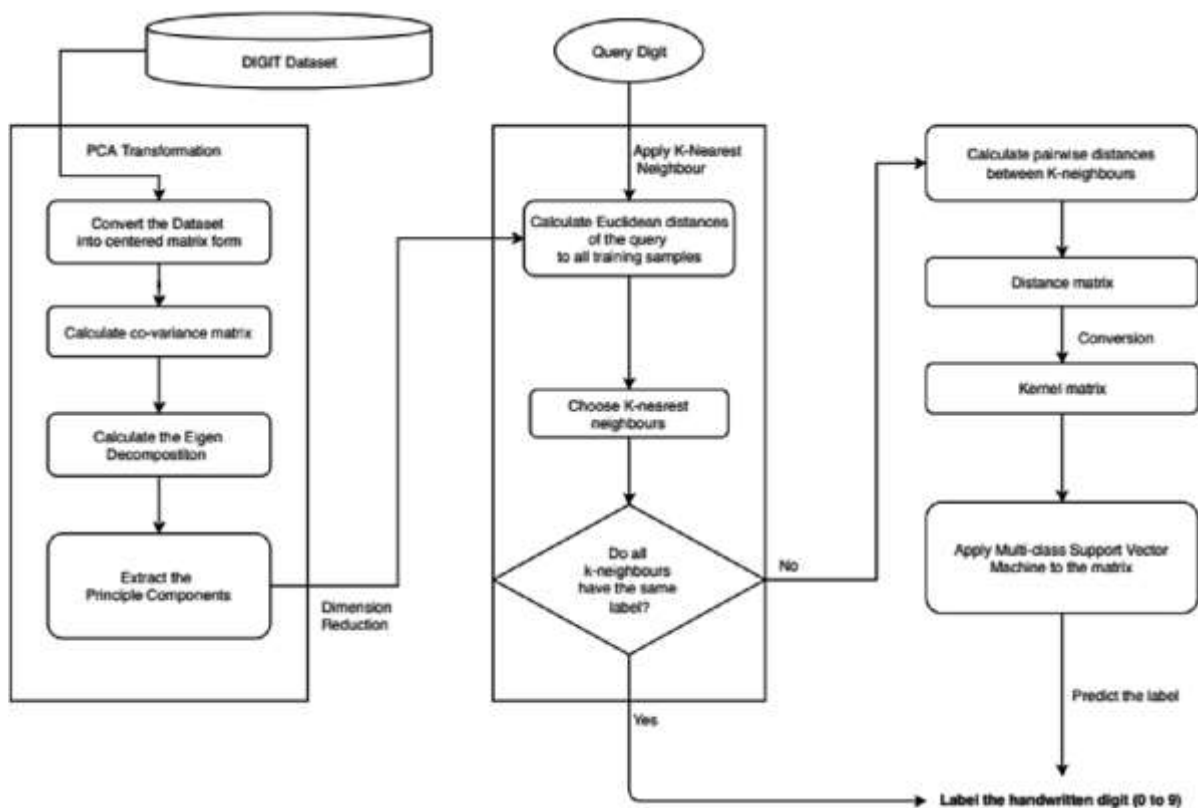 DIGIT Dataset
Query Digit
PCA Transformation
Convert the Dataset
into centered matrix form
Calculate co-variance matrix
Calculate the Eigen
Decompostiton
Extract the
Principle Components
Dimension
Reduction
Apply K-Nearest
Neighbour
Calculate Euclidean distances
of the query
to all training samples
Choose K-nearest
neighbours
Do all
k-neighbours
have the same
label?
No
Yes
Calculate pairwise distances
between K-neighbours
Distance matrix
Conversion
Kernel matrix
Apply Multi-class Support Vector
Machine to the matrix
Predict the label
Label the handwritten digit (0 to 9)